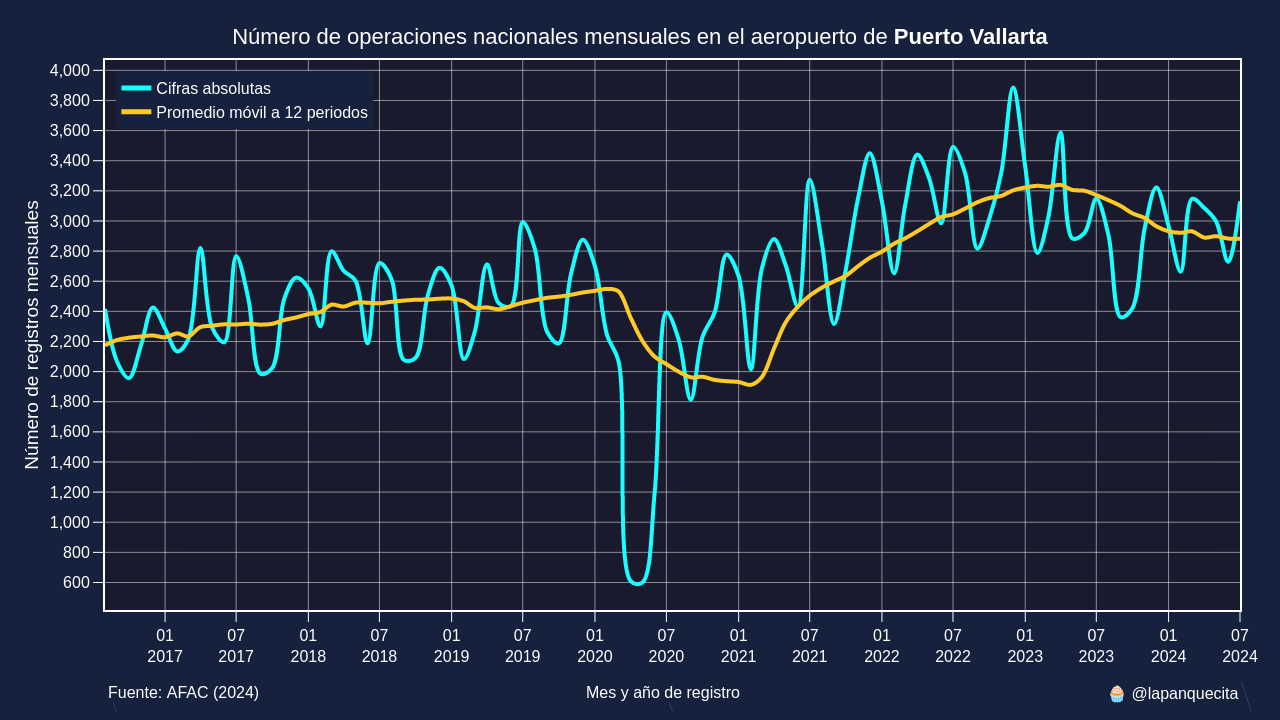 Número de operaciones nacionales mensuales en el aeropuerto de Puerto Vallarta
Cifras absolutas
Promedio móvil a 12 periodos
Número de registros mensuales
4,000
3,800
3,600
3,400
3,200
3,000
2,800
2,600
2,400
2,200
2,000
1,800
1,600
1,400
1,200
1,000
800
600
01 07 01 07 01 07 01 07 01 07 01 07 01 07 01 07
2017 2017 2018 2018 2019 2019 2020 2020 2021 2021 2022 2022 2023 2023 2024 2024
Fuente: AFAC (2024)
Mes y año de registro
🧁 @lapanquecita